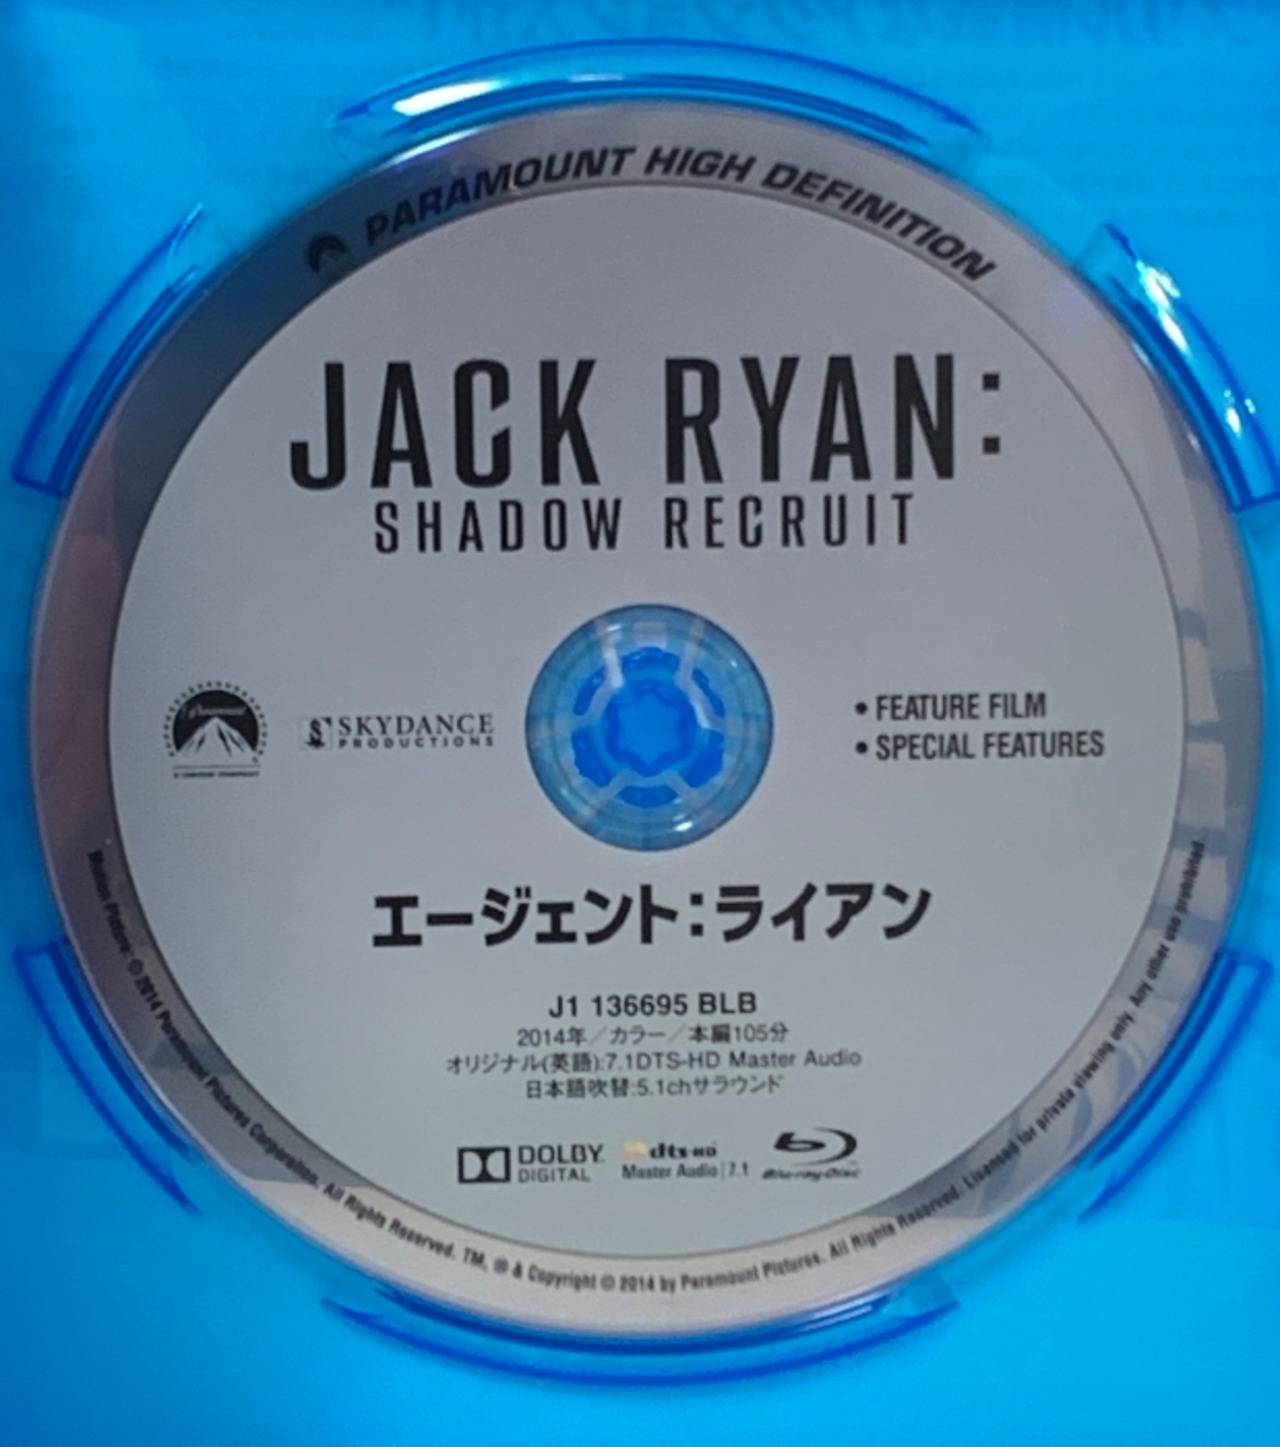 PARAMOUNT HIGH DEFINITION
JACK RYAN:
SHADOW RECRUIT
Paramount
SKYDANCE
PRODUCTIONS
• FEATURE FILM
• SPECIAL FEATURES
エージェント:ライアン
J1 136695 BLB
2014年/カラー/本編105分
オリジナル(英語):7.1DTS-HD Master Audio
日本語吹替:5.1chサラウンド
DOLBY
DIGITAL
dts-HD
Master Audio | 7.1
Blu-ray Disc
Motion Picture: © 2014 Paramount Pictures Corporation. All Rights Reserved. TM, ® & Copyright © 2014 by Paramount Pictures. All Rights Reserved. Licensed for private viewing only. Any other use prohibited.